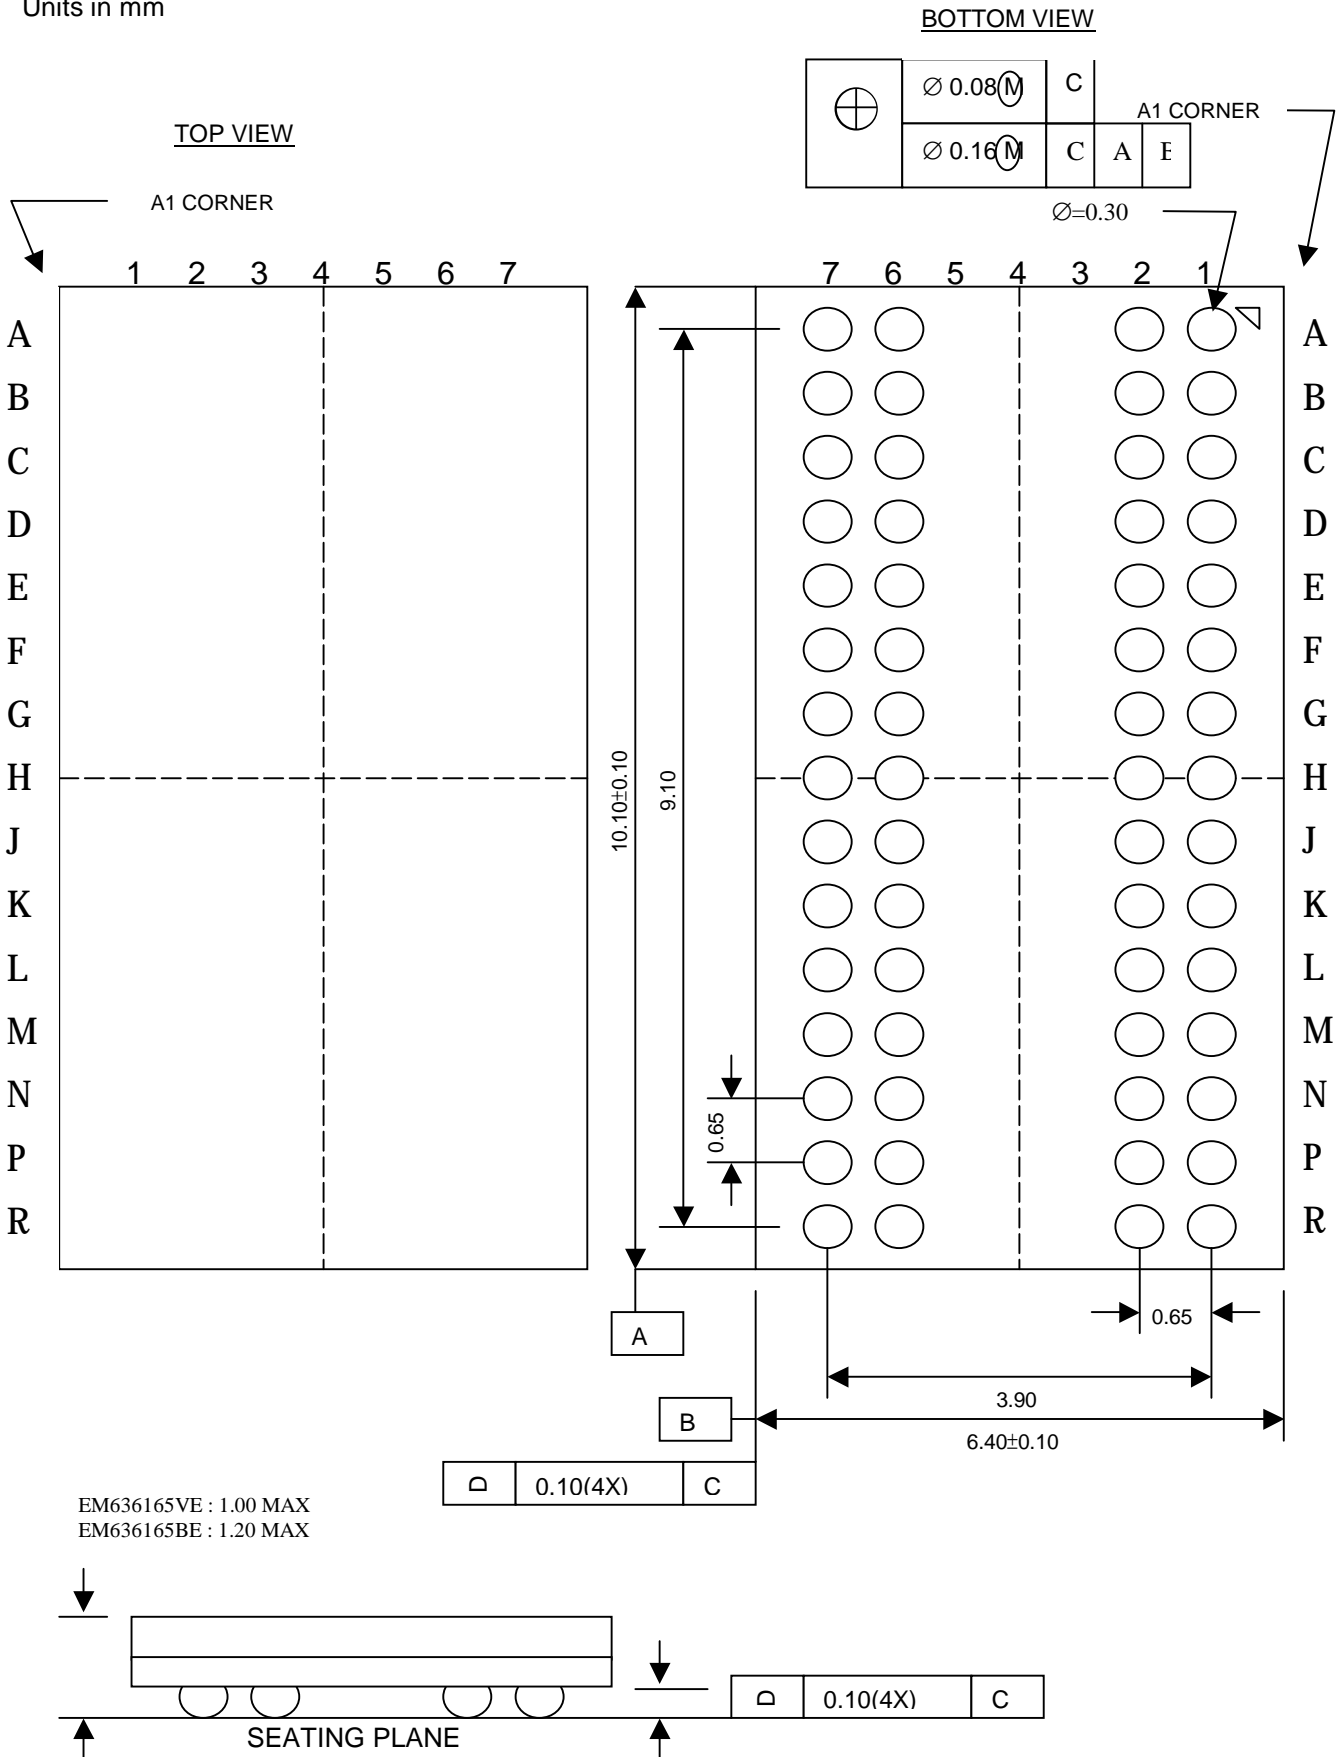 Units in mm
BOTTOM VIEW
Ø 0.08 M C
A1 CORNER
TOP VIEW
Ø 0.16 M C A
A1 CORNER
Ø=0.30
1 2 3 4 5 6 7
7 6 5 4 3 2 1
A A
B B
C C
D D
E E
F F
G G
H H
J J
K K
L L
M M
N N
P P
R R
10.10±0.10
9.10
0.65
0.65
A
3.90
B
6.40±0.10
0.10(4X) C
EM636165VE : 1.00 MAX
EM636165BE : 1.20 MAX
0.10(4X) C
SEATING PLANE